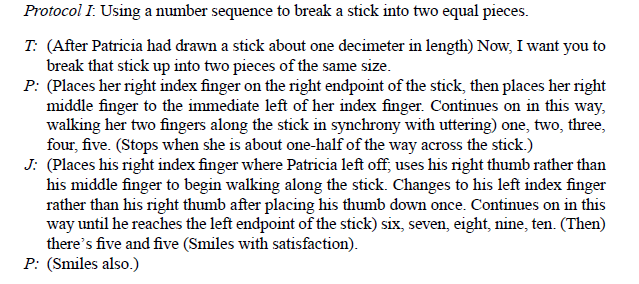 Protocol I: Using a number sequence to break a stick into two equal pieces.
T: (After Patricia had drawn a stick about one decimeter in length) Now, I want you to
break that stick up into two pieces of the same size.
P: (Places her right index finger on the right endpoint of the stick, then places her right
middle finger to the immediate left of her index finger. Continues on in this way,
walking her two fingers along the stick in synchrony with uttering) one, two, three,
four, five. (Stops when she is about one-half of the way across the stick.)
J: (Places his right index finger where Patricia left off; uses his right thumb rather than
his middle finger to begin walking along the stick. Changes to his left index finger
rather than his right thumb after placing his thumb down once. Continues on in this
way until he reaches the left endpoint of the stick) six, seven, eight, nine, ten. (Then)
there's five and five (Smiles with satisfaction).
P: (Smiles also.)